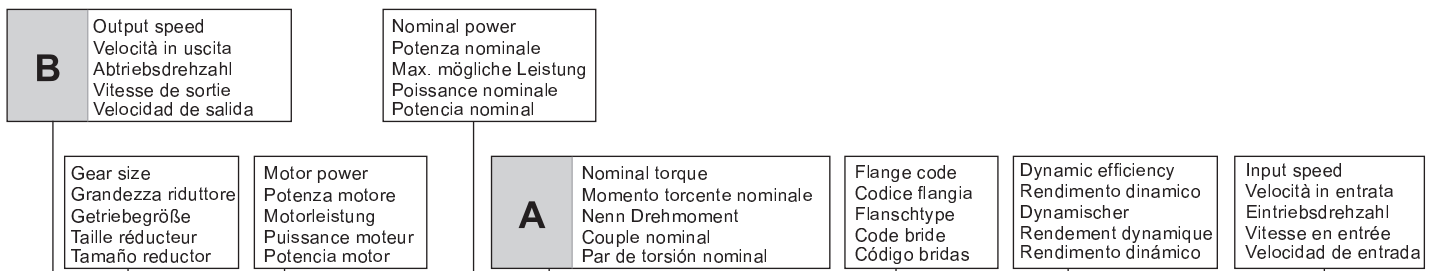 B
Output speed
Velocità in uscita
Abtriebsdrehzahl
Vitesse de sortie
Velocidad de salida
Nominal power
Potenza nominale
Max. mögliche Leistung
Poissance nominale
Potencia nominal
Gear size
Grandezza riduttore
Getriebegröße
Taille réducteur
Tamaño reductor
Motor power
Potenza motore
Motorleistung
Puissance moteur
Potencia motor
A
Nominal torque
Momento torcente nominale
Nenn Drehmoment
Couple nominal
Par de torsión nominal
Flange code
Codice flangia
Flanschtype
Code bride
Código bridas
Dynamic efficiency
Rendimento dinamico
Dynamischer
Rendement dynamique
Rendimento dinámico
Input speed
Velocità in entrata
Eintriebsdrehzahl
Vitesse en entrée
Velocidad de entrada